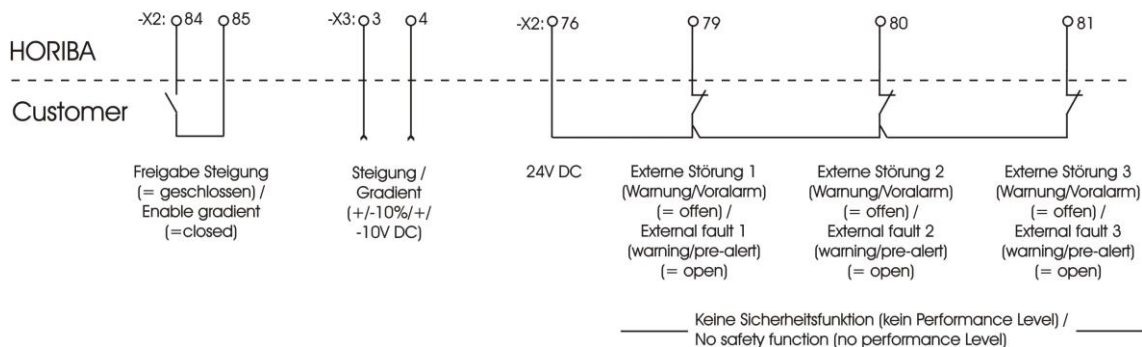 -X2: 84 85 -X3: 3 4 -X2: 76 79 80 81
HORIBA
Customer
Freigabe Steigung
(= geschlossen) /
Enable gradient
(=closed)
Steigung /
Gradient
(+/-10%/+/
-10V DC)
24V DC
Externe Störung 1
(Warnung/Voralarm)
(= offen) /
External fault 1
(warning/pre-alert)
(= open)
Externe Störung 2
(Warnung/Voralarm)
(= offen) /
External fault 2
(warning/pre-alert)
(= open)
Externe Störung 3
(Warnung/Voralarm)
(= offen) /
External fault 3
(warning/pre-alert)
(= open)
Keine Sicherheitsfunktion (kein Performance Level) /
No safety function (no performance Level)